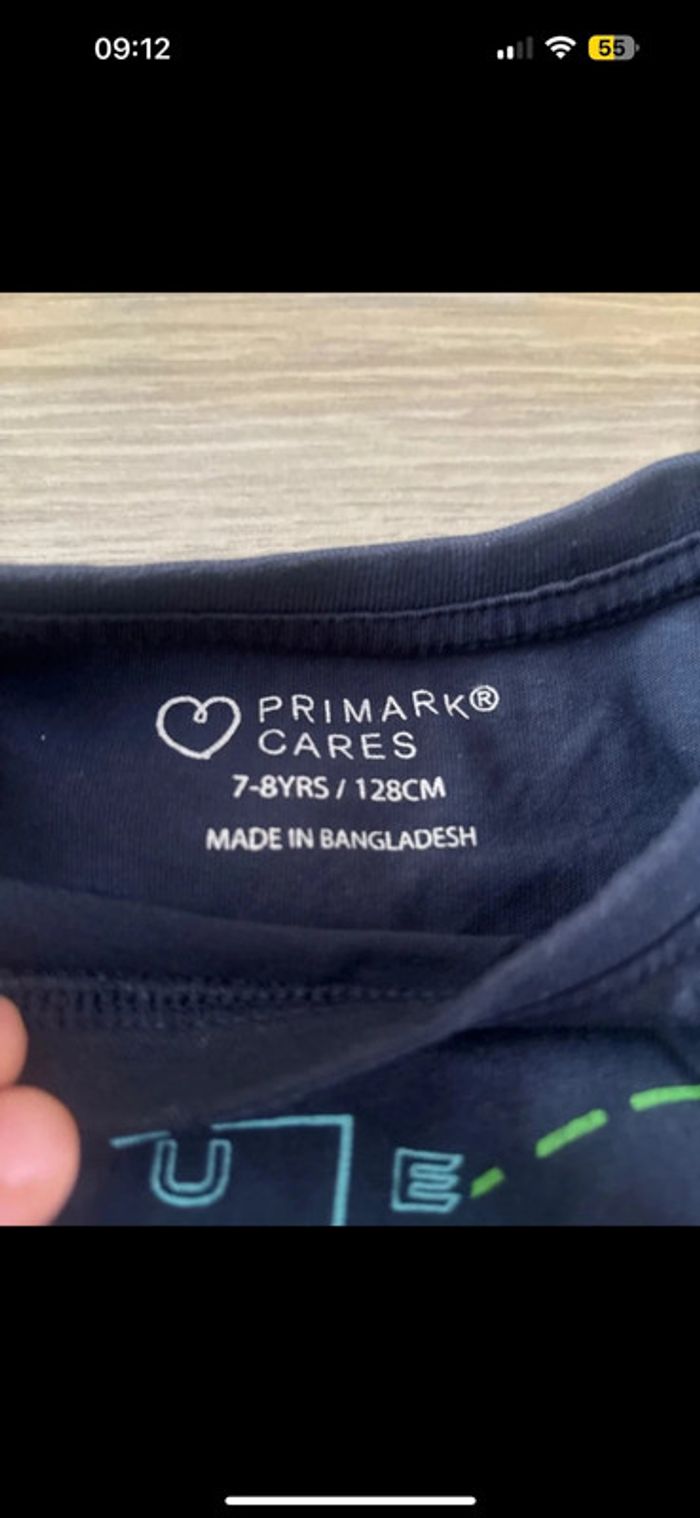 09:12
55
PRIMARK®
CARES
7-8YRS / 128CM
MADE IN BANGLADESH
U E